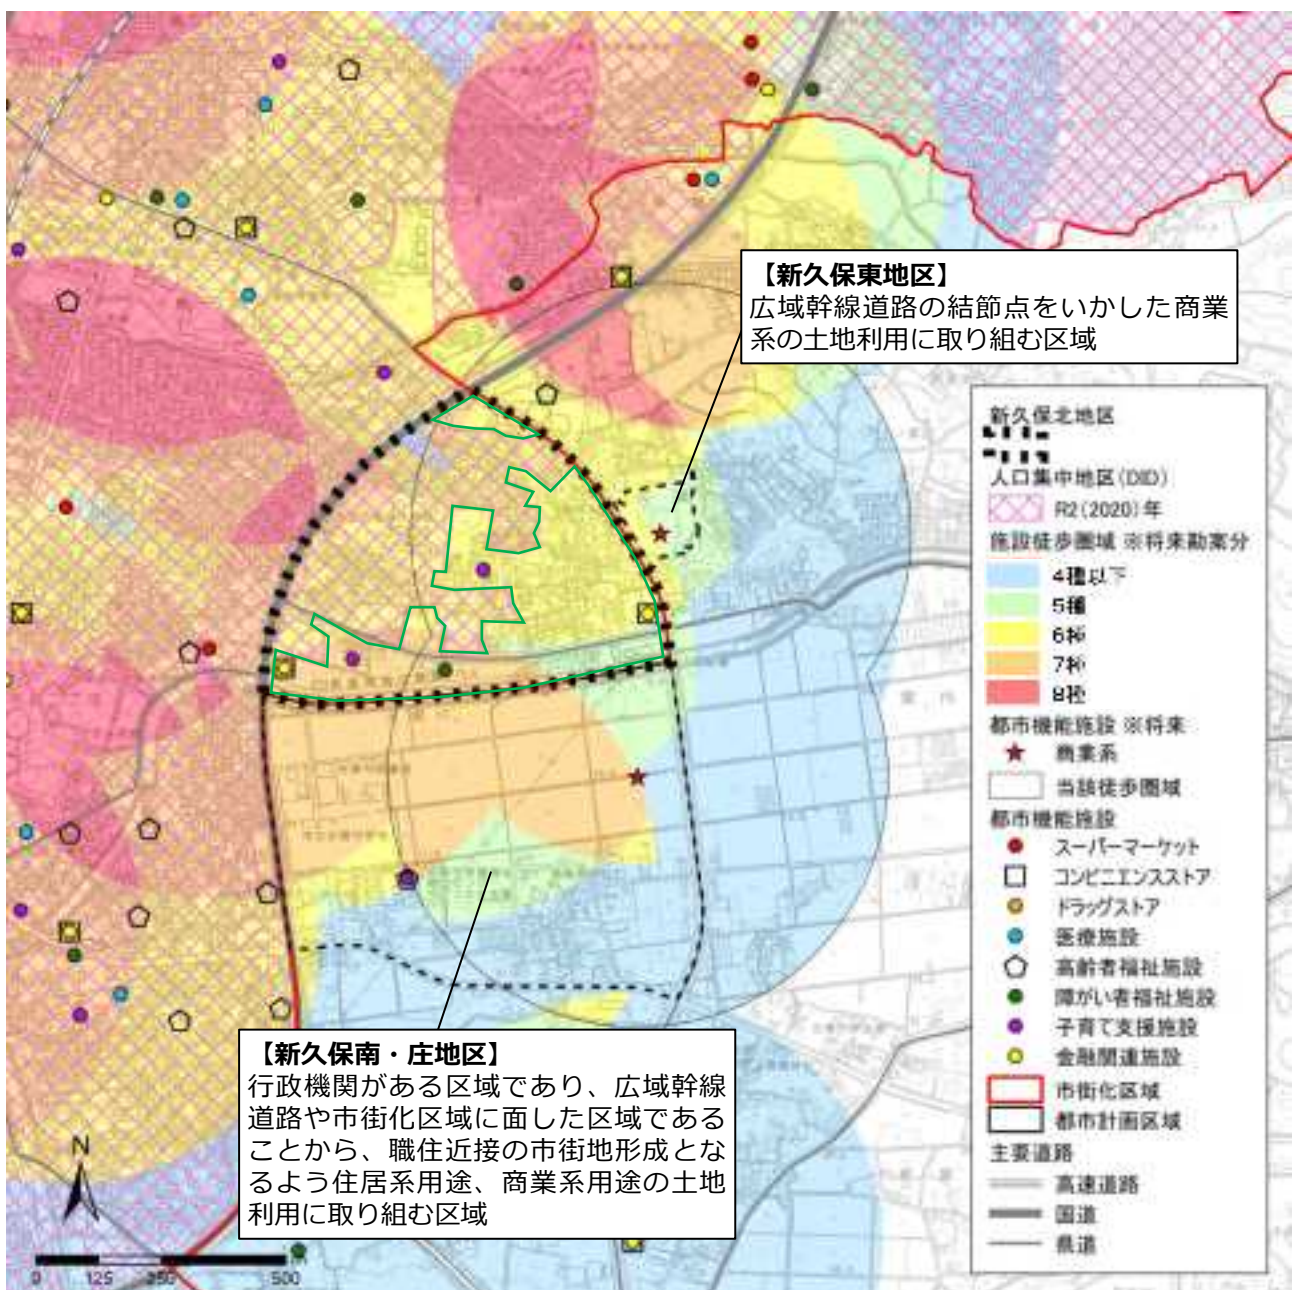 【新久保東地区】
広域幹線道路の結節点をいかした商業
系の土地利用に取り組む区域
新久保北地区
人口集中地区(DID)
R2(2020)年
施設徒歩圏域 ※将来勘案分
4種以下
5種
6種
7種
8種
都市機能施設 ※将来
商業系
当該徒歩圏域
都市機能施設
スーパーマーケット
コンビニエンスストア
ドラッグストア
医療施設
高齢者福祉施設
障がい者福祉施設
子育て支援施設
金融関連施設
市街化区域
都市計画区域
主要道路
高速道路
国道
県道
【新久保南・庄地区】
行政機関がある区域であり、広域幹線
道路や市街化区域に面した区域である
ことから、職住近接の市街地形成とな
るよう住居系用途、商業系用途の土地
利用に取り組む区域
N
0 125 250 500